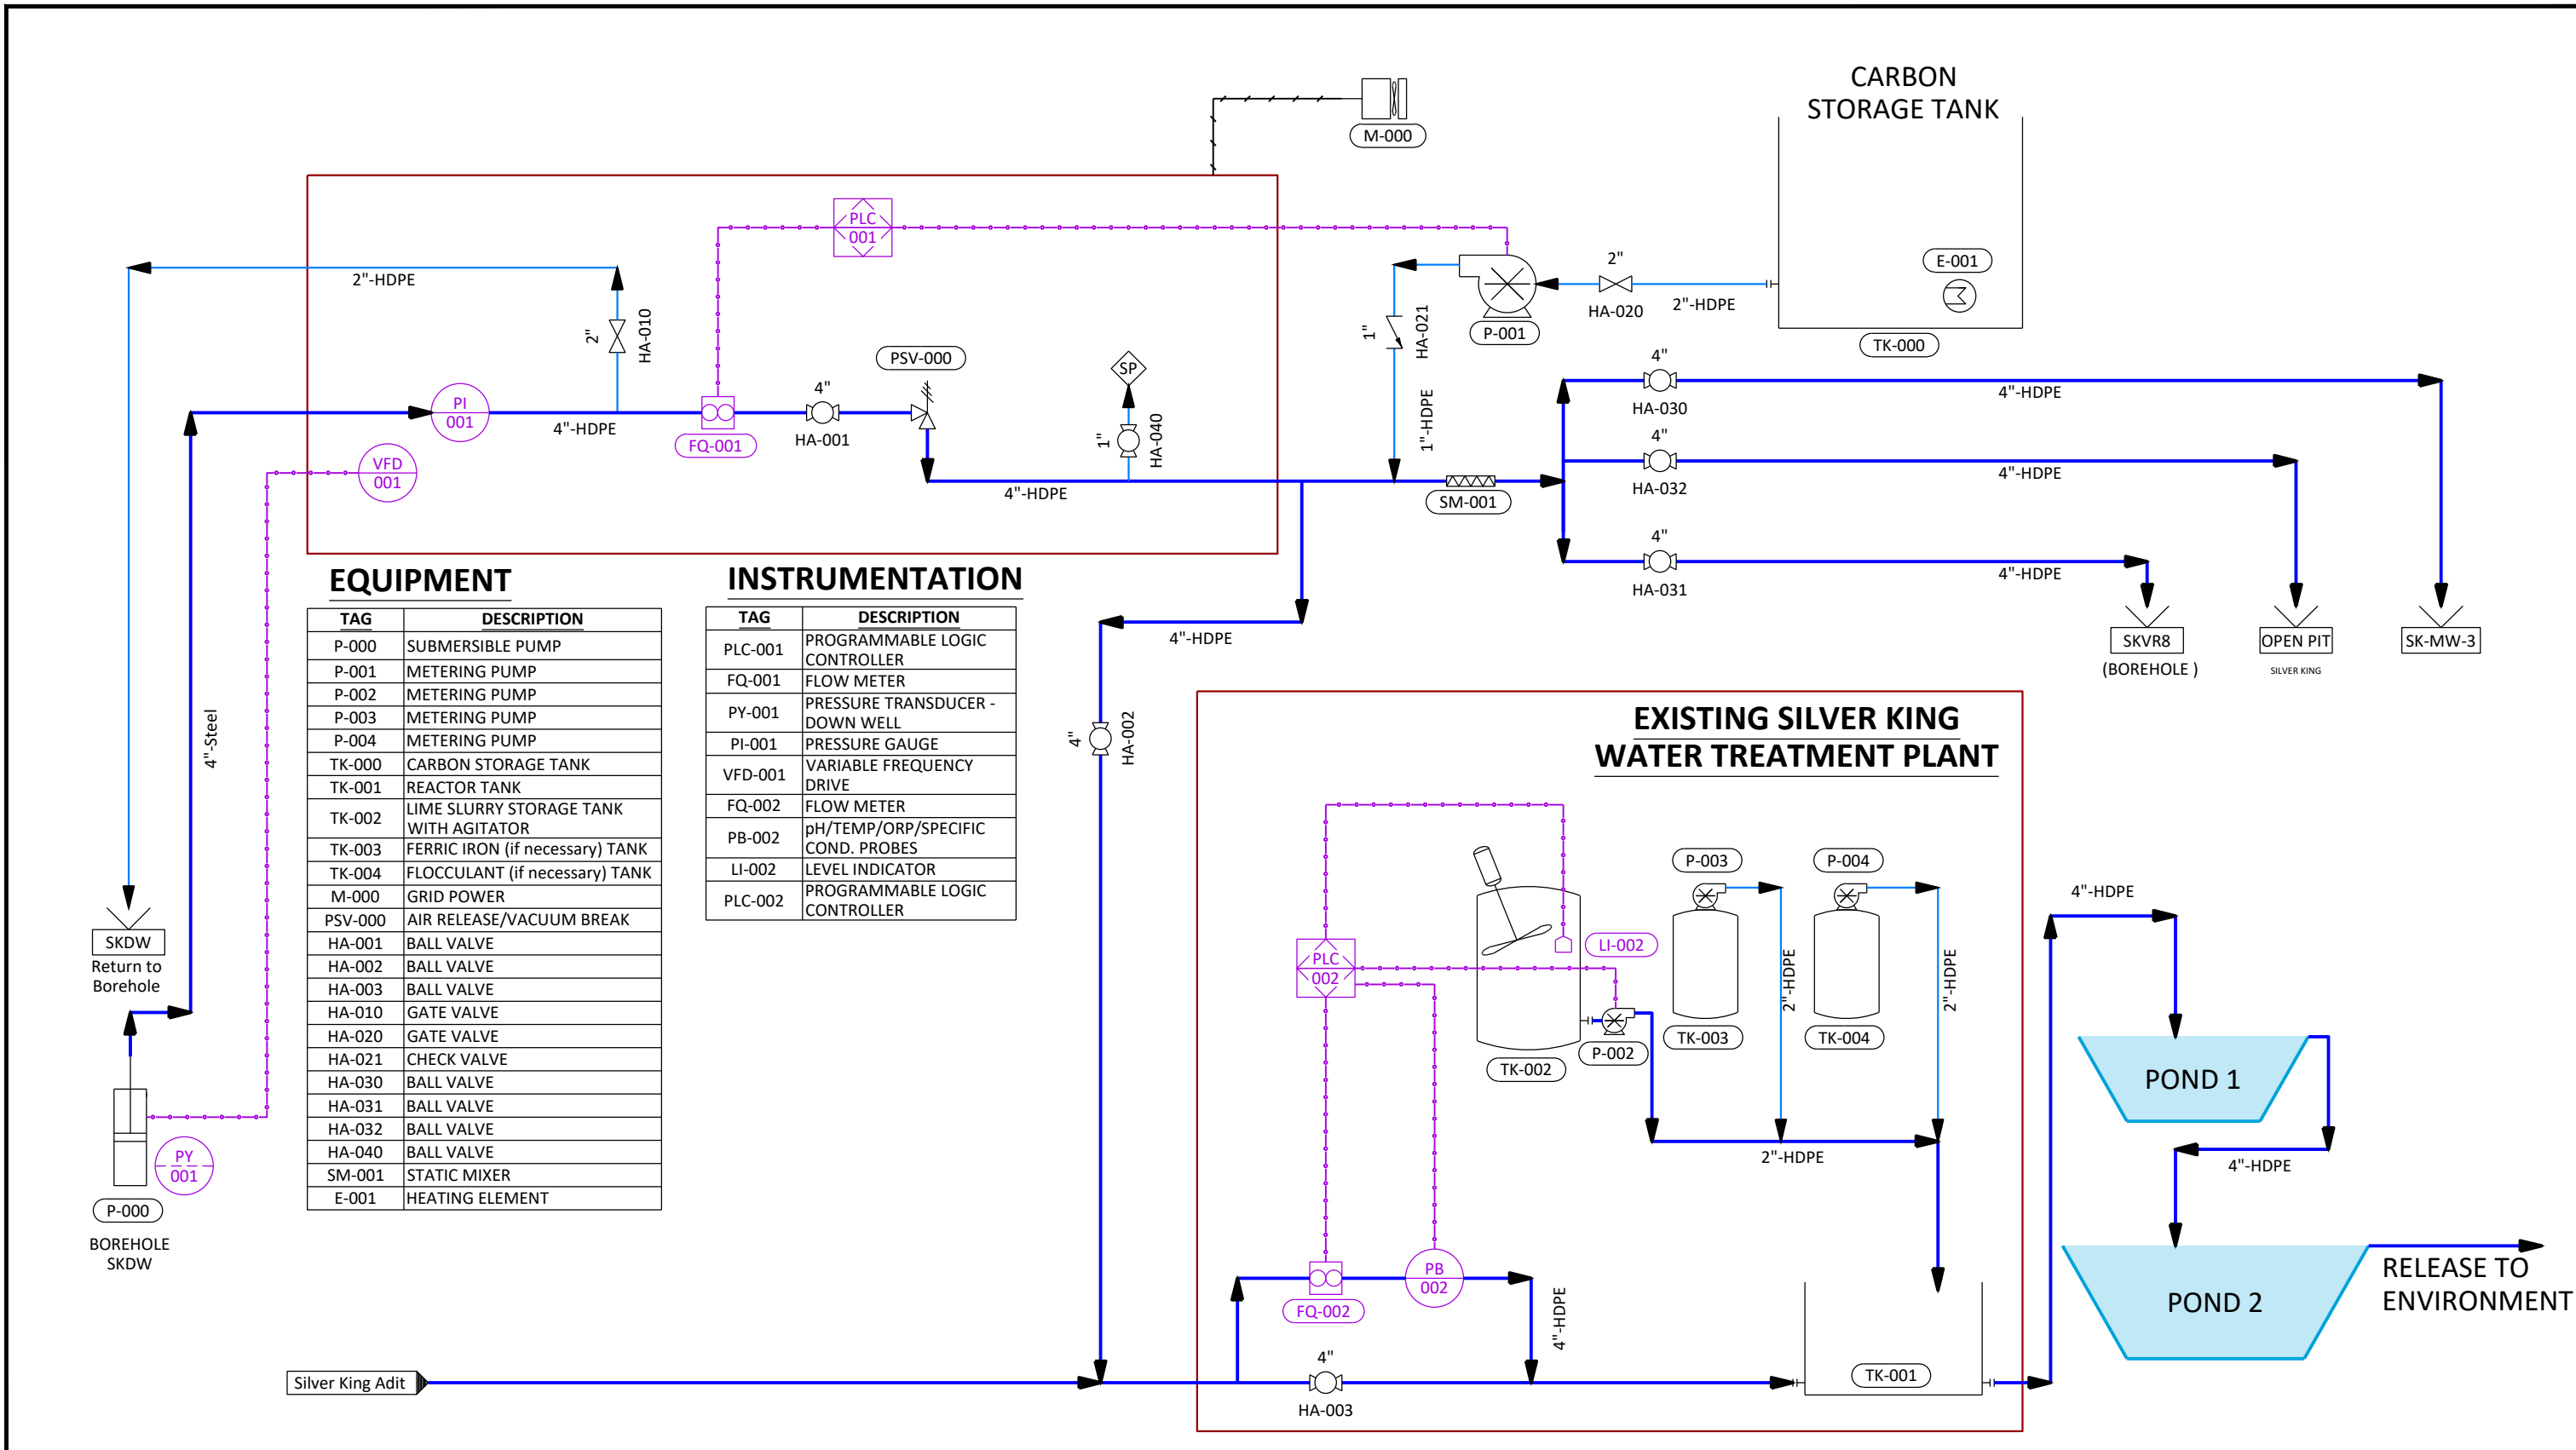 CARBON
STORAGE TANK
M-000
PLC
001
E-001
2"-HDPE
2"
HA-010
2"
HA-020
2"-HDPE
P-001
TK-000
1"
HA-021
1"-HDPE
PSV-000
SP
PI
001
4"-HDPE
FQ-001
4"
HA-001
1"
HA-040
VFD
001
4"-HDPE
SM-001
4"
HA-030
4"-HDPE
4"
HA-032
4"-HDPE
4"
HA-031
4"-HDPE
SKVR8
(BOREHOLE )
OPEN PIT
SILVER KING
SK-MW-3
4"-Steel
SKDW
Return to
Borehole
PY
001
P-000
BOREHOLE
SKDW
EQUIPMENT
TAG DESCRIPTION
P-000 SUBMERSIBLE PUMP
P-001 METERING PUMP
P-002 METERING PUMP
P-003 METERING PUMP
P-004 METERING PUMP
TK-000 CARBON STORAGE TANK
TK-001 REACTOR TANK
TK-002 LIME SLURRY STORAGE TANK
WITH AGITATOR
TK-003 FERRIC IRON (if necessary) TANK
TK-004 FLOCCULANT (if necessary) TANK
M-000 GRID POWER
PSV-000 AIR RELEASE/VACUUM BREAK
HA-001 BALL VALVE
HA-002 BALL VALVE
HA-003 BALL VALVE
HA-010 GATE VALVE
HA-020 GATE VALVE
HA-021 CHECK VALVE
HA-030 BALL VALVE
HA-031 BALL VALVE
HA-032 BALL VALVE
HA-040 BALL VALVE
SM-001 STATIC MIXER
E-001 HEATING ELEMENT
INSTRUMENTATION
TAG DESCRIPTION
PLC-001 PROGRAMMABLE LOGIC
CONTROLLER
FQ-001 FLOW METER
PY-001 PRESSURE TRANSDUCER -
DOWN WELL
PI-001 PRESSURE GAUGE
VFD-001 VARIABLE FREQUENCY
DRIVE
FQ-002 FLOW METER
PB-002 pH/TEMP/ORP/SPECIFIC
COND. PROBES
LI-002 LEVEL INDICATOR
PLC-002 PROGRAMMABLE LOGIC
CONTROLLER
4"-HDPE
4"
HA-002
EXISTING SILVER KING
WATER TREATMENT PLANT
P-003
P-004
LI-002
PLC
002
2"-HDPE
2"-HDPE
TK-003
TK-004
P-002
TK-002
2"-HDPE
PB
002
FQ-002
4"-HDPE
4"
HA-003
TK-001
Silver King Adit
4"-HDPE
POND 1
4"-HDPE
POND 2
RELEASE TO
ENVIRONMENT